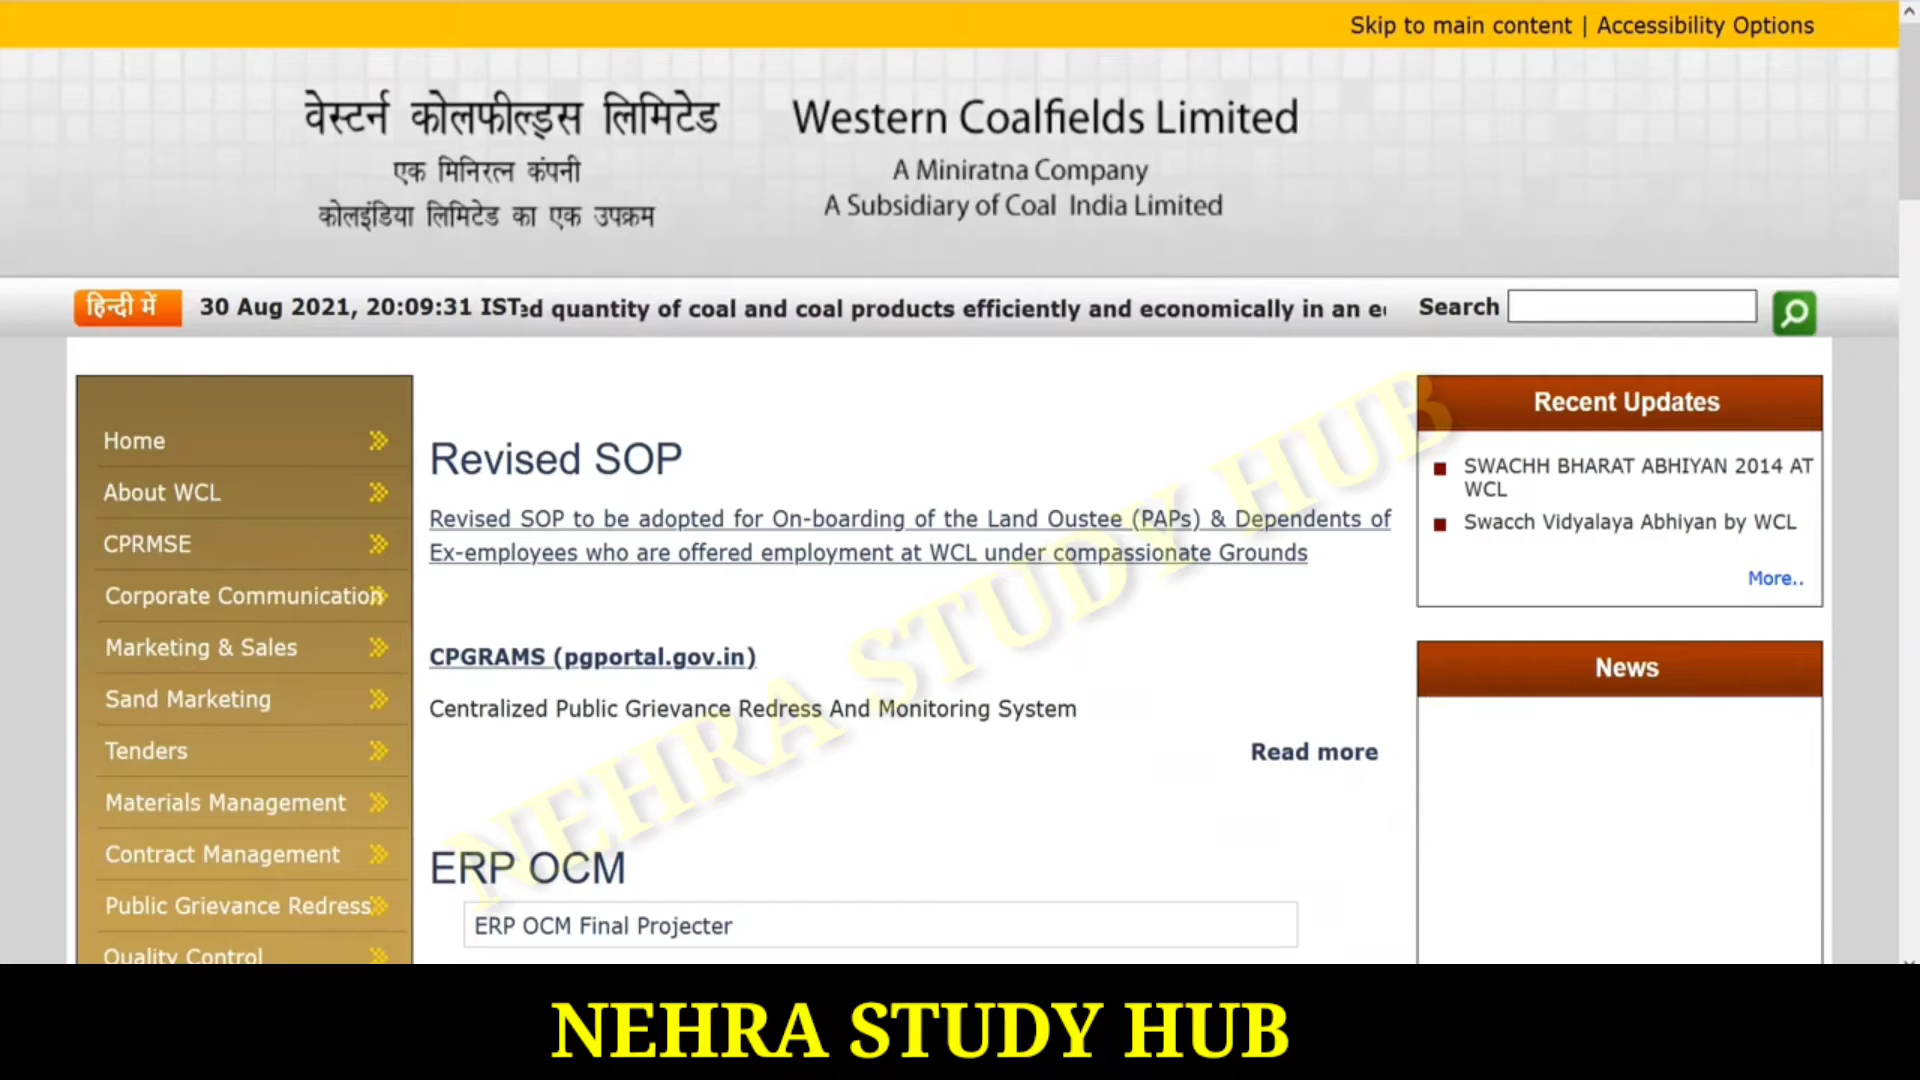 Skip to main content | Accessibility Options
वेस्टर्न कोलफील्ड्स लिमिटेड
एक मिनिरत्न कंपनी
कोलइंडिया लिमिटेड का एक उपक्रम
Western Coalfields Limited
A Miniratna Company
A Subsidiary of Coal India Limited
हिन्दी में 30 Aug 2021, 20:09:31 IST ed quantity of coal and coal products efficiently and economically in an Search
Home
About WCL
CPRMSE
Corporate Communication
Marketing & Sales
Sand Marketing
Tenders
Materials Management
Contract Management
Public Grievance Redress
Quality Control
Revised SOP
Revised SOP to be adopted for On-boarding of the Land Oustee (PAPs) & Dependents of
Ex-employees who are offered employment at WCL under compassionate Grounds
CPGRAMS (pgportal.gov.in)
Centralized Public Grievance Redress And Monitoring System
Read more
ERP OCM
ERP OCM Final Projecter
Recent Updates
SWACHH BHARAT ABHIYAN 2014 AT
WCL
Swacch Vidyalaya Abhiyan by WCL
More..
News
NEHRA STUDY HUB
NEHRA STUDY HUB